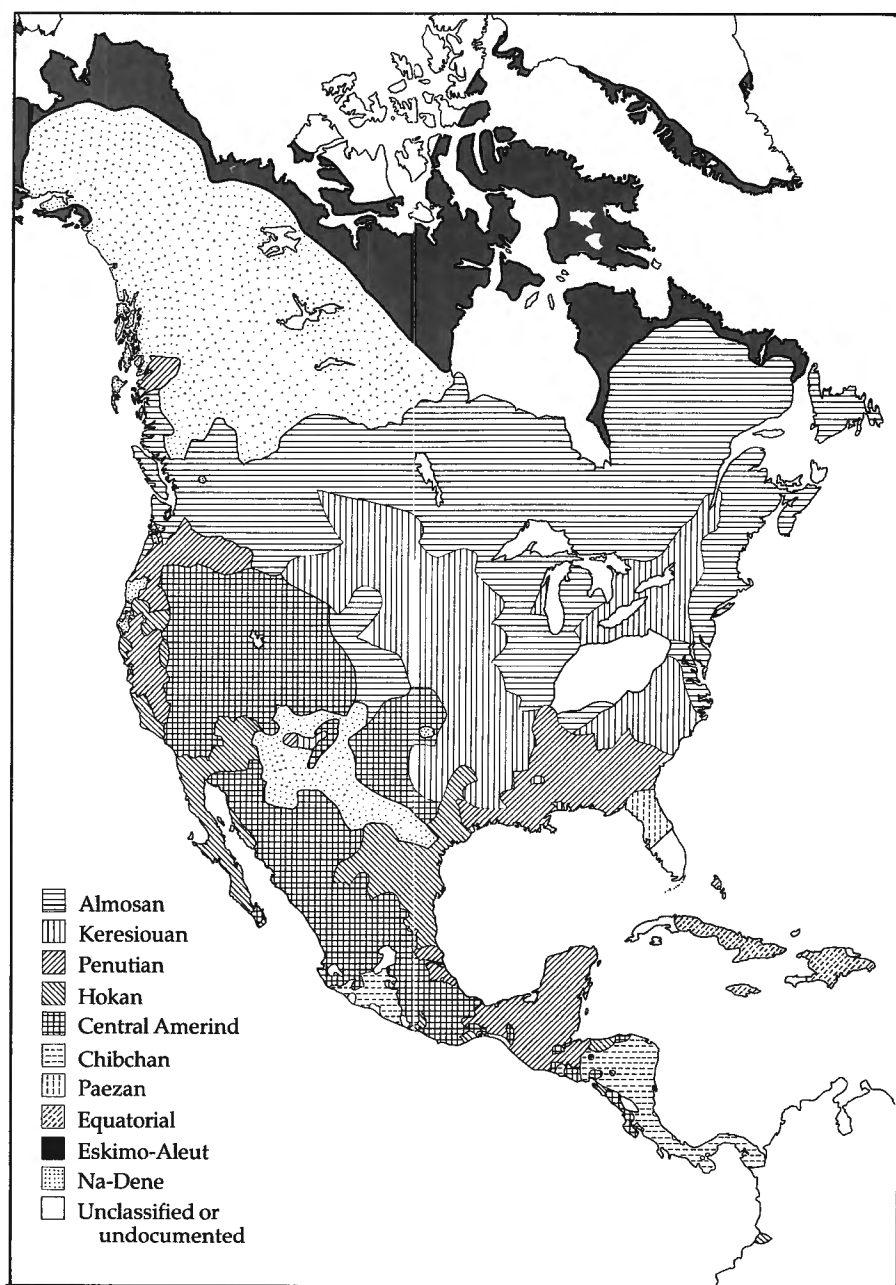 Almosan
Keresiouan
Penutian
Hokan
Central Amerind
Chibchan
Paezan
Equatorial
Eskimo-Aleut
Na-Dene
Unclassified or
undocumented